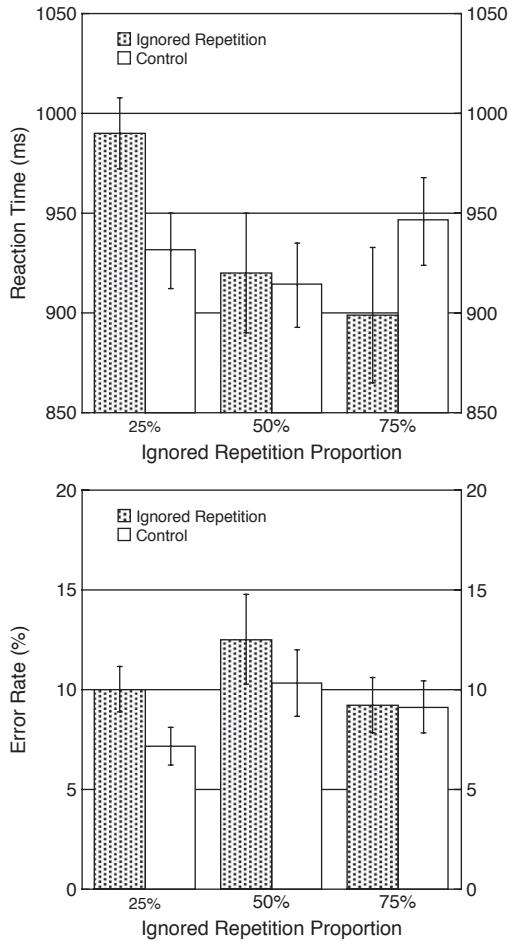 1050 1050
Ignored Repetition
Control
1000 1000
950 950
900 900
850 850
Reaction Time (ms)
25% 50% 75%
Ignored Repetition Proportion
20 20
Ignored Repetition
Control
15 15
10 10
5 5
0 0
Error Rate (%)
25% 50% 75%
Ignored Repetition Proportion